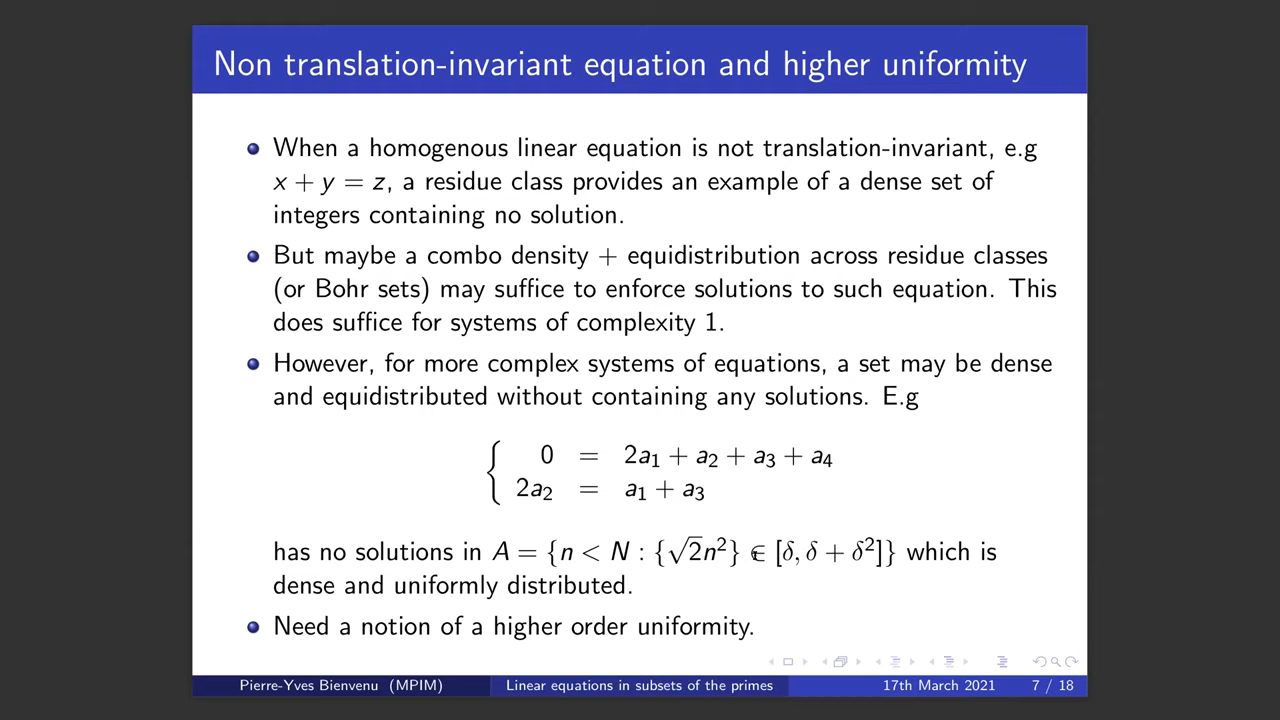 Non translation-invariant equation and higher uniformity
When a homogenous linear equation is not translation-invariant, e.g
x + y = z, a residue class provides an example of a dense set of
integers containing no solution.
But maybe a combo density + equidistribution across residue classes
(or Bohr sets) may suffice to enforce solutions to such equation. This
does suffice for systems of complexity 1.
However, for more complex systems of equations, a set may be dense
and equidistributed without containing any solutions. E.g
0 = 2a₁ + a₂ + a₃ + a₄
2a₂ = a₁ + a₃
has no solutions in A = {n < N : {√2n²} ∈ [δ, δ + δ²]} which is
dense and uniformly distributed.
Need a notion of a higher order uniformity.
Pierre-Yves Bienvenu (MPIM) Linear equations in subsets of the primes 17th March 2021 7 / 18